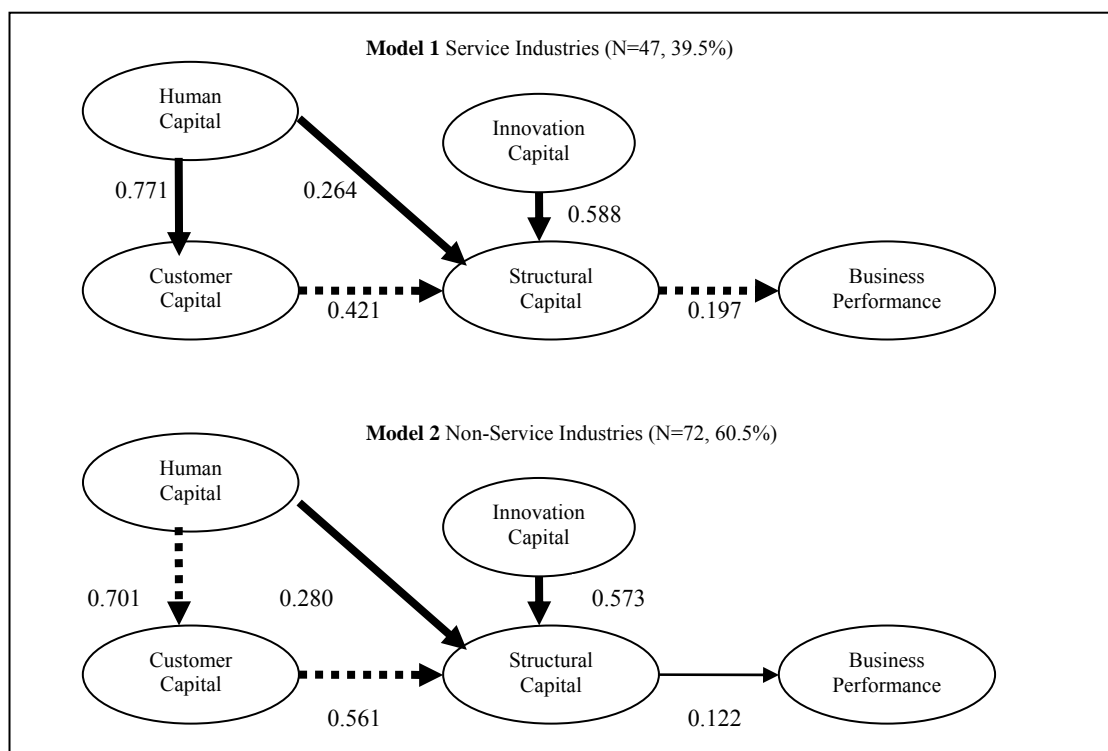 Model 1 Service Industries (N=47, 39.5%)
Human
Capital
Innovation
Capital
0.771
0.264
0.588
Customer
Capital
Structural
Capital
Business
Performance
0.421
0.197
Model 2 Non-Service Industries (N=72, 60.5%)
Human
Capital
Innovation
Capital
0.701
0.280
0.573
Customer
Capital
Structural
Capital
Business
Performance
0.561
0.122